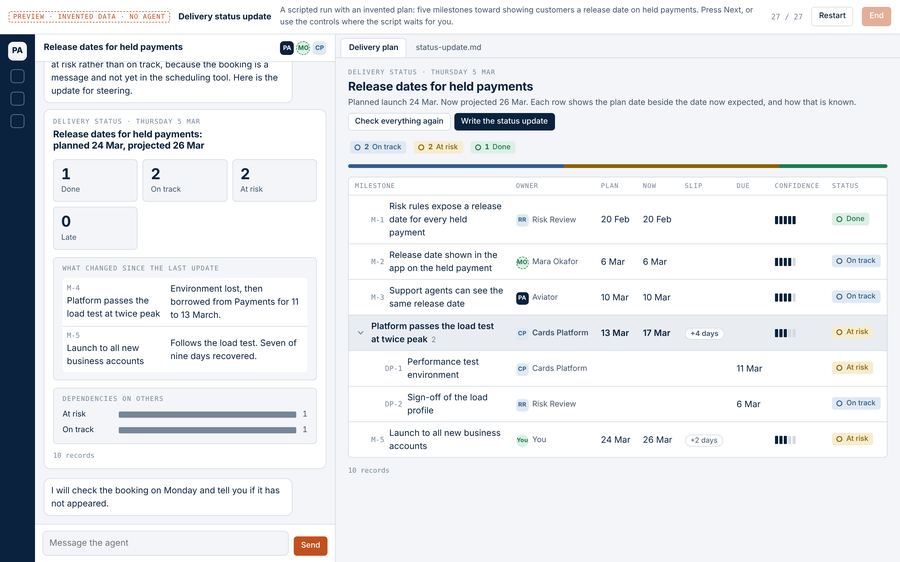 PREVIEW · INVENTED DATA · NO AGENT
Delivery status update
A scripted run with an invented plan: five milestones toward showing customers a release date on held payments. Press Next, or
use the controls where the script waits for you.
27 / 27
Restart
End
PA
Release dates for held payments
PA
MO
CP
at risk rather than on track, because the booking is a
message and not yet in the scheduling tool. Here is the
update for steering.
DELIVERY STATUS · THURSDAY 5 MAR
Release dates for held payments:
planned 24 Mar, projected 26 Mar
1
Done
2
On track
2
At risk
0
Late
WHAT CHANGED SINCE THE LAST UPDATE
M-4
Platform passes the
load test at twice peak
Environment lost, then
borrowed from Payments for 11
to 13 March.
M-5
Launch to all new
business accounts
Follows the load test. Seven of
nine days recovered.
DEPENDENCIES ON OTHERS
At risk 1
On track 1
10 records
I will check the booking on Monday and tell you if it has
not appeared.
Message the agent
Send
Delivery plan
status-update.md
DELIVERY STATUS · THURSDAY 5 MAR
Release dates for held payments
Planned launch 24 Mar. Now projected 26 Mar. Each row shows the plan date beside the date now expected, and how that is known.
Check everything again
Write the status update
2 On track
2 At risk
1 Done
MILESTONE OWNER PLAN NOW SLIP DUE CONFIDENCE STATUS
M-1 Risk rules expose a release
date for every held
payment
RR Risk Review 20 Feb 20 Feb Done
M-2 Release date shown in the
app on the held payment
MO Mara Okafor 6 Mar 6 Mar On track
M-3 Support agents can see the
same release date
PA Aviator 10 Mar 10 Mar On track
Platform passes the load test
at twice peak 2
CP Cards Platform 13 Mar 17 Mar +4 days At risk
DP-1 Performance test
environment
CP Cards Platform 11 Mar At risk
DP-2 Sign-off of the load
profile
RR Risk Review 6 Mar On track
M-5 Launch to all new business
accounts
You You 24 Mar 26 Mar +2 days At risk
10 records